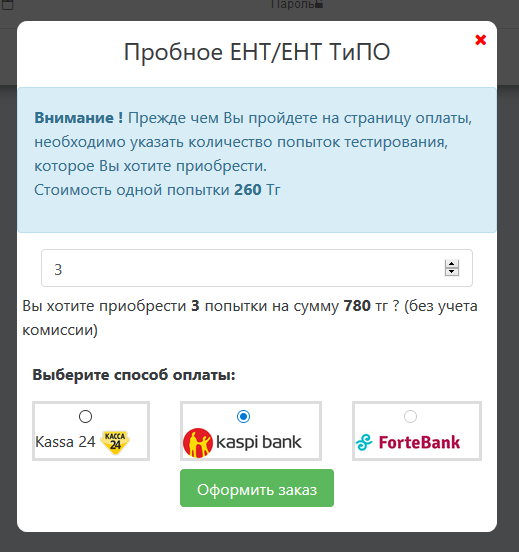 Пароль
Пробное ЕНТ/ЕНТ ТиПО
Внимание ! Прежде чем Вы пройдете на страницу оплаты,
необходимо указать количество попыток тестирования,
которое Вы хотите приобрести.
Стоимость одной попытки 260 Тг
3
Вы хотите приобрести 3 попытки на сумму 780 тг ? (без учета
комиссии)
Выберите способ оплаты:
Kassa 24 КАССА 24
kaspi bank
ForteBank
Оформить заказ